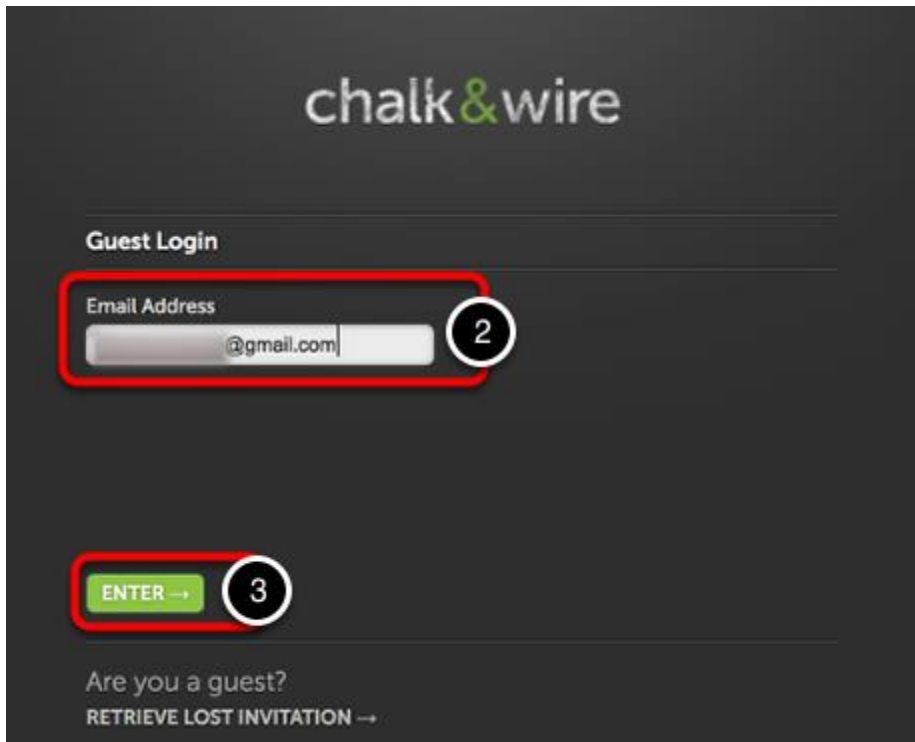 chalk&wire
Guest Login
Email Address
@gmail.com
2
ENTER →
3
Are you a guest?
RETRIEVE LOST INVITATION →